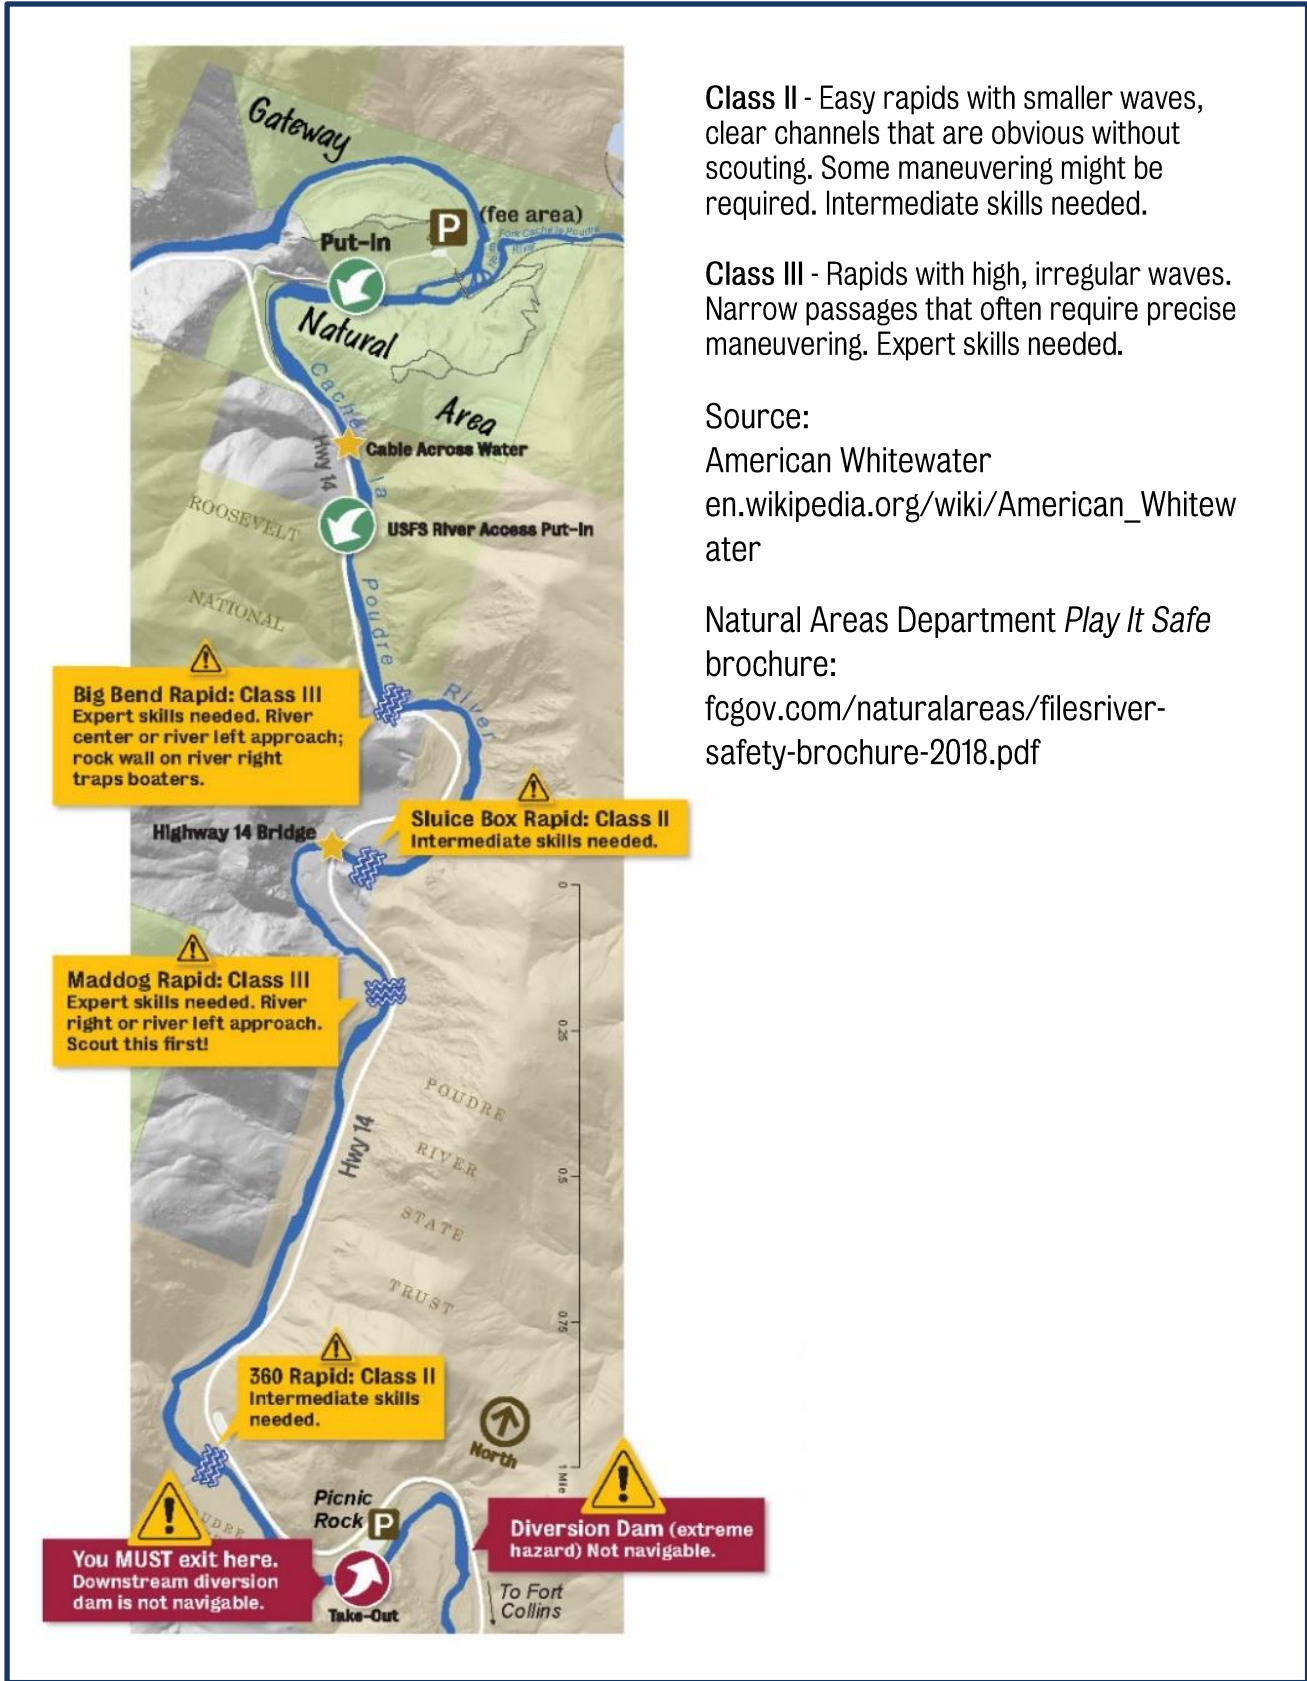 Gateway
P
(fee area)
Put-In
Fork Cache la Poudre
River
North
Natural
Area
Cache
la
Poudre
River
Hwy 14
Cable Across Water
USFS River Access Put-In
ROOSEVELT
NATIONAL
Big Bend Rapid: Class III
Expert skills needed. River
center or river left approach;
rock wall on river right
traps boaters.
Highway 14 Bridge
Sluice Box Rapid: Class II
Intermediate skills needed.
Maddog Rapid: Class III
Expert skills needed. River
right or river left approach.
Scout this first!
0
0.25
0.5
0.75
1 Mile
POUDRE
RIVER
STATE
TRUST
Hwy 14
360 Rapid: Class II
Intermediate skills
needed.
North
Picnic
Rock
P
You MUST exit here.
Downstream diversion
dam is not navigable.
Take-Out
Diversion Dam (extreme
hazard) Not navigable.
To Fort
Collins
Class II - Easy rapids with smaller waves,
clear channels that are obvious without
scouting. Some maneuvering might be
required. Intermediate skills needed.
Class III - Rapids with high, irregular waves.
Narrow passages that often require precise
maneuvering. Expert skills needed.
Source:
American Whitewater
en.wikipedia.org/wiki/American_Whitew
ater
Natural Areas Department Play It Safe
brochure:
fcgov.com/naturalareas/filesriver-
safety-brochure-2018.pdf